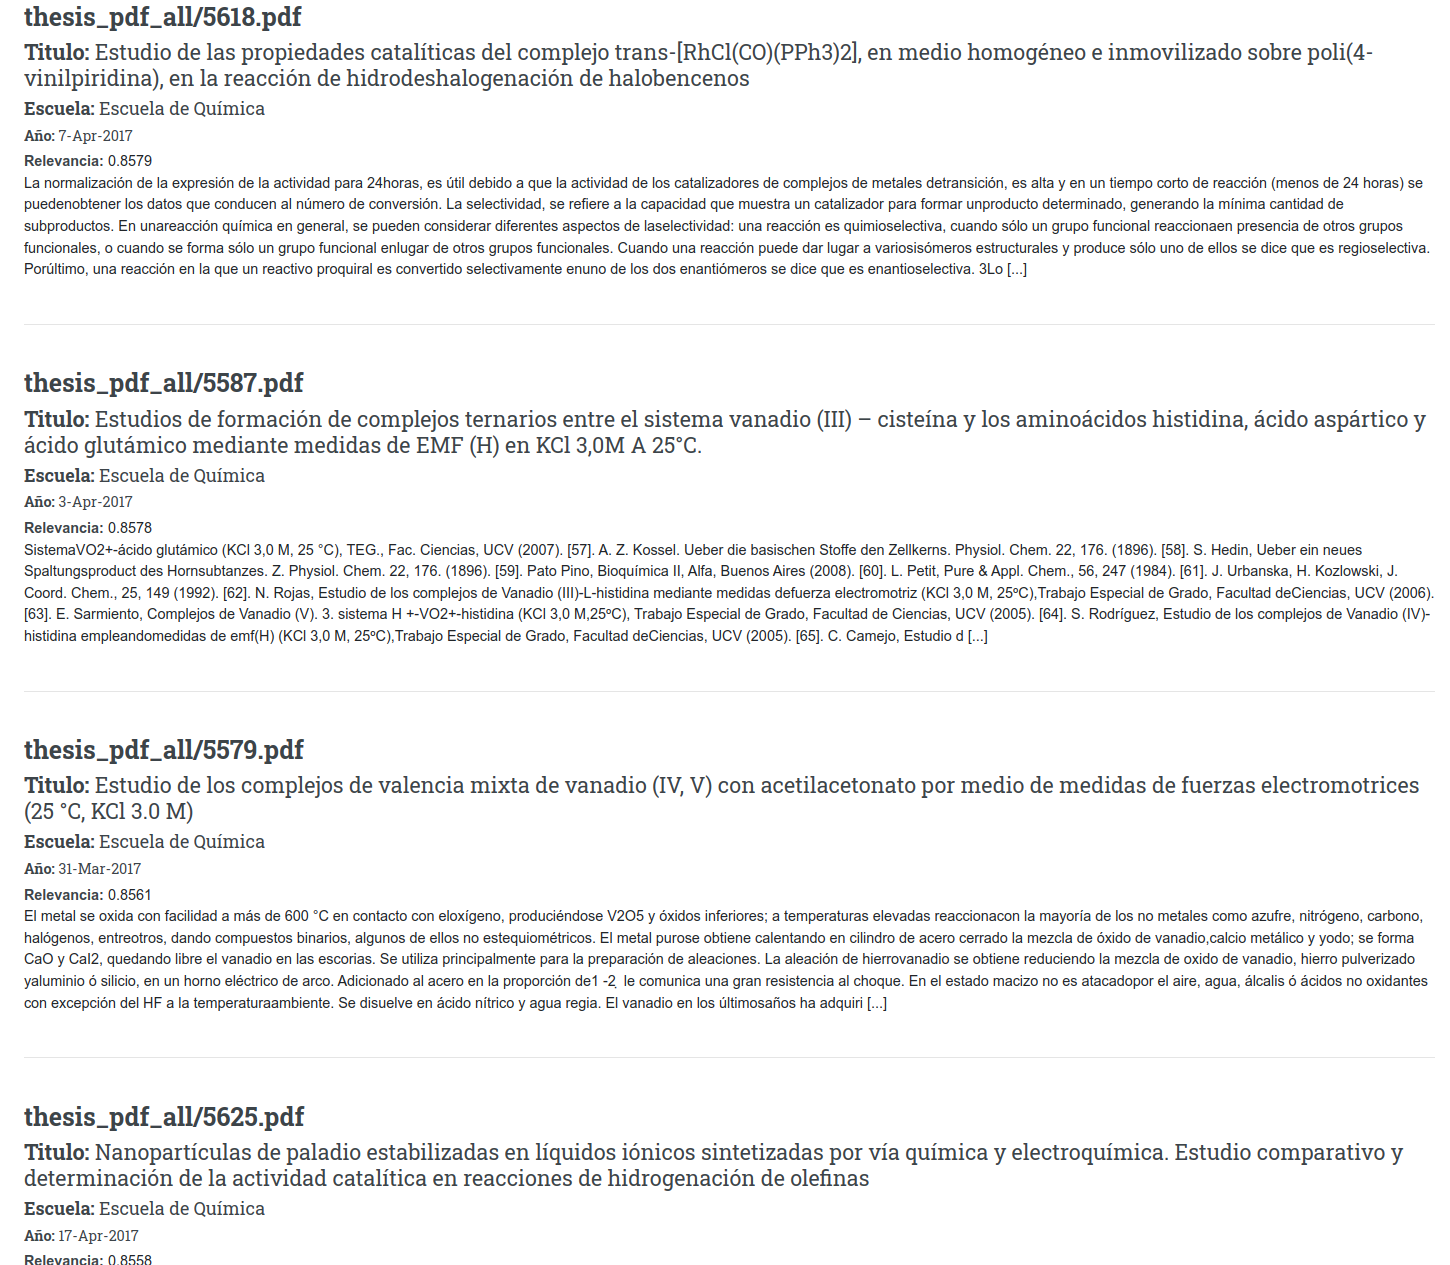 thesis_pdf_all/5618.pdf
Titulo: Estudio de las propiedades catalíticas del complejo trans-[RhCl(CO)(PPh3)2], en medio homogéneo e inmovilizado sobre poli(4-
vinilpiridina), en la reacción de hidrodeshalogenación de halobencenos
Escuela: Escuela de Química
Año: 7-Apr-2017
Relevancia: 0.8579
La normalización de la expresión de la actividad para 24horas, es útil debido a que la actividad de los catalizadores de complejos de metales detransición, es alta y en un tiempo corto de reacción (menos de 24 horas) se
puedenobtener los datos que conducen al número de conversión. La selectividad, se refiere a la capacidad que muestra un catalizador para formar unproducto determinado, generando la mínima cantidad de
subproductos. En unareacción química en general, se pueden considerar diferentes aspectos de laselectividad: una reacción es quimioselectiva, cuando sólo un grupo funcional reaccionaen presencia de otros grupos
funcionales, o cuando se forma sólo un grupo funcional enlugar de otros grupos funcionales. Cuando una reacción puede dar lugar a variosisómeros estructurales y produce sólo uno de ellos se dice que es regioselectiva.
Porúltimo, una reacción en la que un reactivo proquiral es convertido selectivamente enuno de los dos enantiómeros se dice que es enantioselectiva. 3Lo [...]
thesis_pdf_all/5587.pdf
Titulo: Estudios de formación de complejos ternarios entre el sistema vanadio (III) – cisteína y los aminoácidos histidina, ácido aspártico y
ácido glutámico mediante medidas de EMF (H) en KCl 3,0M A 25°C.
Escuela: Escuela de Química
Año: 3-Apr-2017
Relevancia: 0.8578
SistemaVO2+-ácido glutámico (KCl 3,0 M, 25 °C), TEG., Fac. Ciencias, UCV (2007). [57]. A. Z. Kossel. Ueber die basischen Stoffe den Zellkerns. Physiol. Chem. 22, 176. (1896). [58]. S. Hedin, Ueber ein neues
Spaltungsproduct des Hornsubtanzes. Z. Physiol. Chem. 22, 176. (1896). [59]. Pato Pino, Bioquímica II, Alfa, Buenos Aires (2008). [60]. L. Petit, Pure & Appl. Chem., 56, 247 (1984). [61]. J. Urbanska, H. Kozlowski, J.
Coord. Chem., 25, 149 (1992). [62]. N. Rojas, Estudio de los complejos de Vanadio (III)-L-histidina mediante medidas defuerza electromotriz (KCl 3,0 M, 25ºC),Trabajo Especial de Grado, Facultad deCiencias, UCV (2006).
[63]. E. Sarmiento, Complejos de Vanadio (V). 3. sistema H +-VO2+-histidina (KCl 3,0 M,25ºC), Trabajo Especial de Grado, Facultad de Ciencias, UCV (2005). [64]. S. Rodríguez, Estudio de los complejos de Vanadio (IV)-
histidina empleandomedidas de emf(H) (KCl 3,0 M, 25ºC),Trabajo Especial de Grado, Facultad deCiencias, UCV (2005). [65]. C. Camejo, Estudio d [...]
thesis_pdf_all/5579.pdf
Titulo: Estudio de los complejos de valencia mixta de vanadio (IV, V) con acetilacetonato por medio de medidas de fuerzas electromotrices
(25 °C, KCl 3.0 M)
Escuela: Escuela de Química
Año: 31-Mar-2017
Relevancia: 0.8561
El metal se oxida con facilidad a más de 600 °C en contacto con eloxígeno, produciéndose V2O5 y óxidos inferiores; a temperaturas elevadas reaccionacon la mayoría de los no metales como azufre, nitrógeno, carbono,
halógenos, entreotros, dando compuestos binarios, algunos de ellos no estequiométricos. El metal purose obtiene calentando en cilindro de acero cerrado la mezcla de óxido de vanadio,calcio metálico y yodo; se forma
CaO y CaI2, quedando libre el vanadio en las escorias. Se utiliza principalmente para la preparación de aleaciones. La aleación de hierrovanadio se obtiene reduciendo la mezcla de oxido de vanadio, hierro pulverizado
yaluminio ó silicio, en un horno eléctrico de arco. Adicionado al acero en la proporción de1 -2, le comunica una gran resistencia al choque. En el estado macizo no es atacadopor el aire, agua, álcalis ó ácidos no oxidantes
con excepción del HF a la temperaturaambiente. Se disuelve en ácido nítrico y agua regia. El vanadio en los últimosaños ha adquiri [...]
thesis_pdf_all/5625.pdf
Titulo: Nanopartículas de paladio estabilizadas en líquidos iónicos sintetizadas por vía química y electroquímica. Estudio comparativo y
determinación de la actividad catalítica en reacciones de hidrogenación de olefinas
Escuela: Escuela de Química
Año: 17-Apr-2017
Relevancia: 0.8558